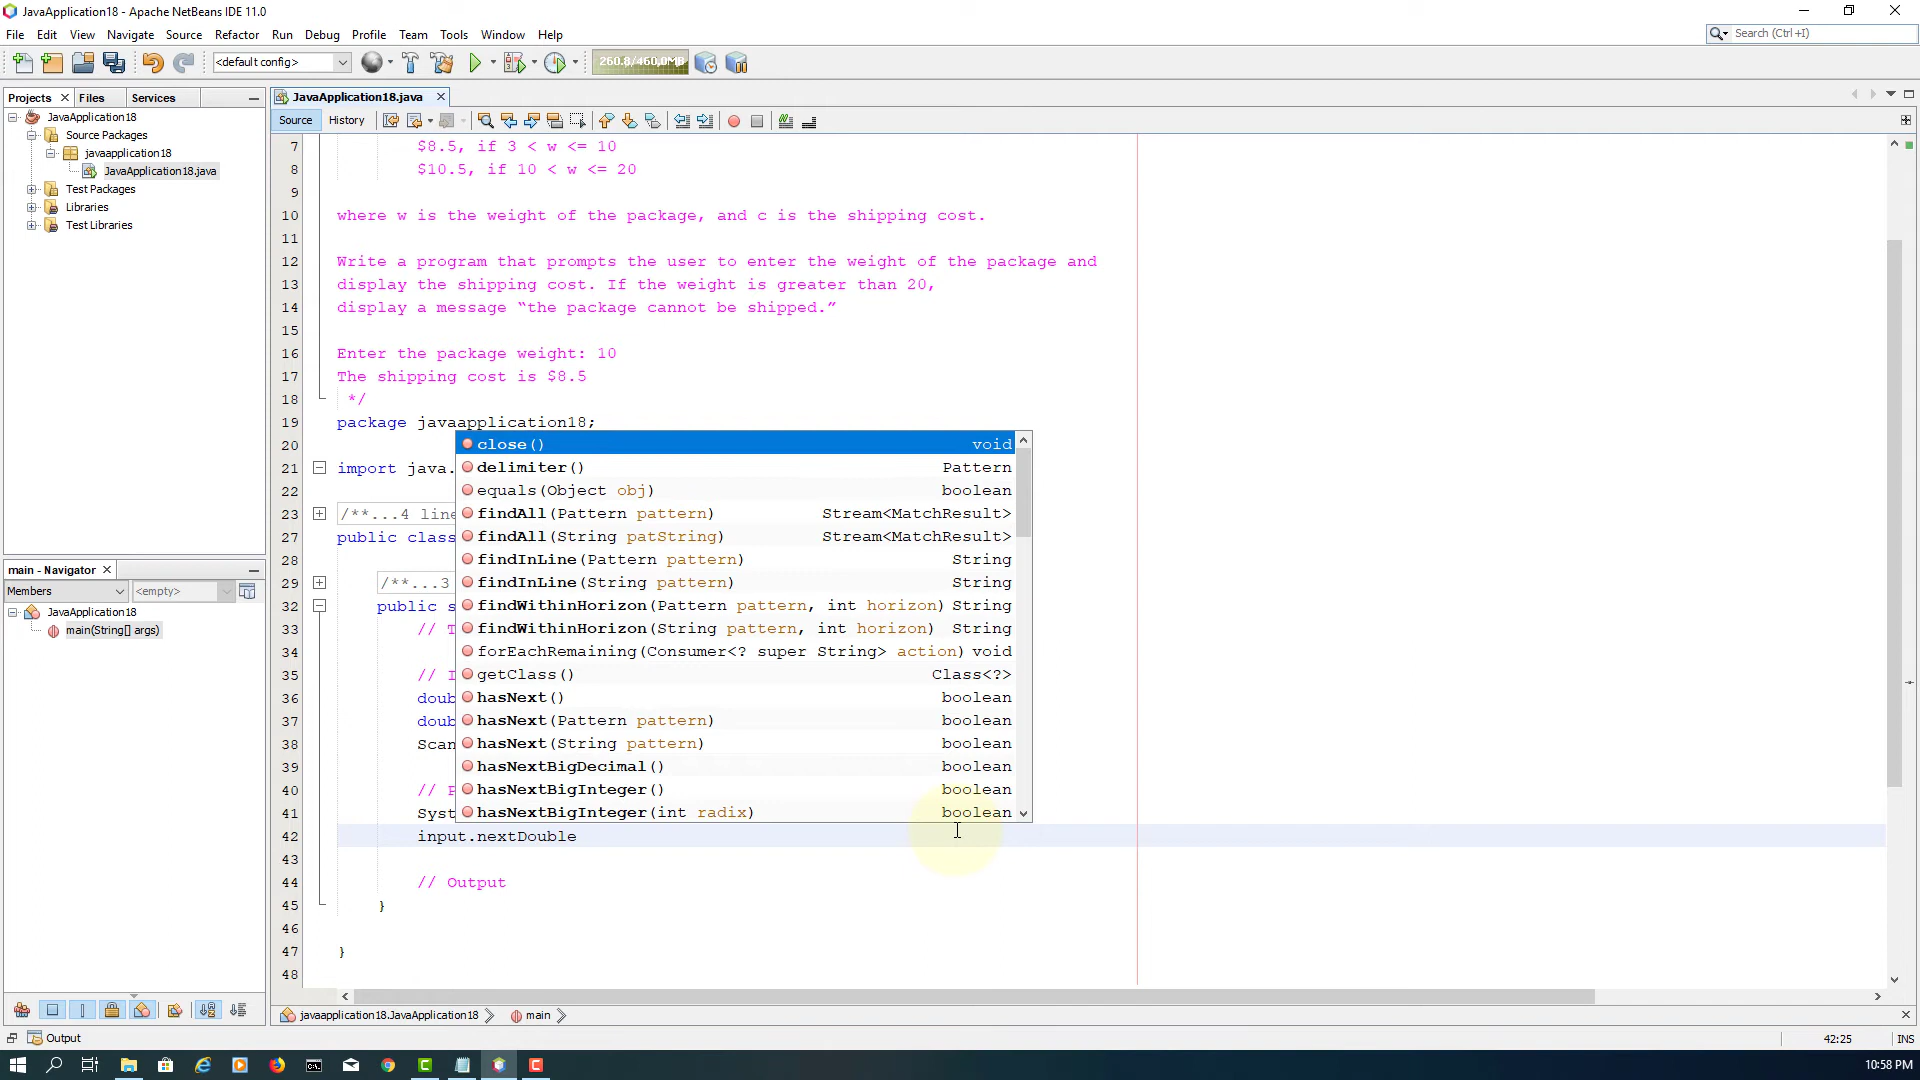 JavaApplication18 - Apache NetBeans IDE 11.0
File Edit View Navigate Source Refactor Run Debug Profile Team Tools Window Help
Search (Ctrl+I)
<default config>
260.8/460.0MB
Projects Files Services
JavaApplication18
Source Packages
javaapplication18
JavaApplication18.java
Test Packages
Libraries
Test Libraries
main - Navigator
Members <empty>
JavaApplication18
main(String[] args)
JavaApplication18.java
Source History
7 $8.5, if 3 < w <= 10
8 $10.5, if 10 < w <= 20
9
10 where w is the weight of the package, and c is the shipping cost.
11
12 Write a program that prompts the user to enter the weight of the package and
13 display the shipping cost. If the weight is greater than 20,
14 display a message “the package cannot be shipped.”
15
16 Enter the package weight: 10
17 The shipping cost is $8.5
18 */
19 package javaapplication18;
20
21 import java.
22
23 /**...4 line
27 public class
28
29 /**...3
32 public s
33 // T
34
35 // I
36 doub
37 doub
38 Scan
39
40 // P
41 Syst
42 input.nextDouble
43
44 // Output
45 }
46
47 }
48
close() void
delimiter() Pattern
equals(Object obj) boolean
findAll(Pattern pattern) Stream<MatchResult>
findAll(String patString) Stream<MatchResult>
findInLine(Pattern pattern) String
findInLine(String pattern) String
findWithinHorizon(Pattern pattern, int horizon) String
findWithinHorizon(String pattern, int horizon) String
forEachRemaining(Consumer<? super String> action) void
getClass() Class<?>
hasNext() boolean
hasNext(Pattern pattern) boolean
hasNext(String pattern) boolean
hasNextBigDecimal() boolean
hasNextBigInteger() boolean
hasNextBigInteger(int radix) boolean
javaapplication18.JavaApplication18 main
Output
42:25 INS
10:58 PM